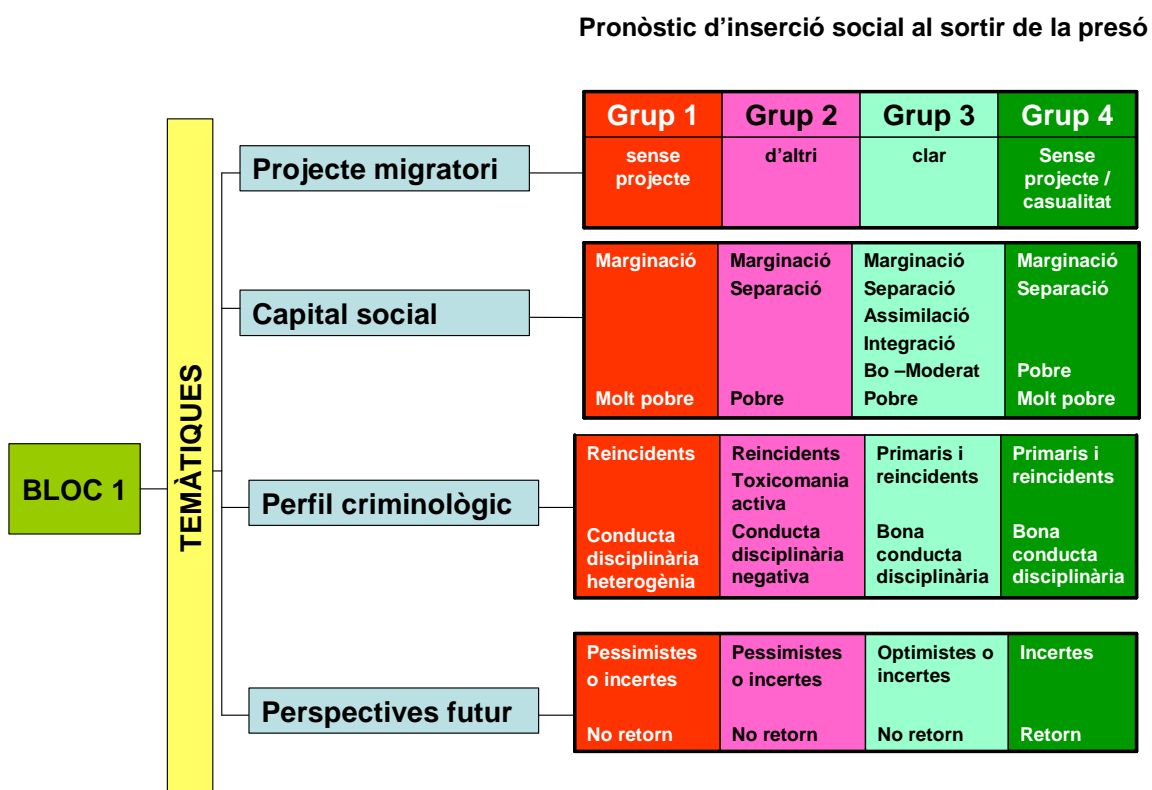 Pronòstic d'inserció social al sortir de la presó
Grup 1
Grup 2
Grup 3
Grup 4
Projecte migratori
sense
projecte
d'altri
clar
Sense
projecte /
casualitat
Capital social
Marginació
Molt pobre
Marginació
Separació
Pobre
Marginació
Separació
Assimilació
Integració
Bo –Moderat
Pobre
Marginació
Separació
Pobre
Molt pobre
BLOC 1
TEMÀTIQUES
Perfil criminològic
Reincidents
Conducta
disciplinària
heterogènia
Reincidents
Toxicomania
activa
Conducta
disciplinària
negativa
Primaris i
reincidents
Bona
conducta
disciplinària
Primaris i
reincidents
Bona
conducta
disciplinària
Perspectives futur
Pessimistes
o incertes
No retorn
Pessimistes
o incertes
No retorn
Optimistes o
incertes
No retorn
Incertes
Retorn